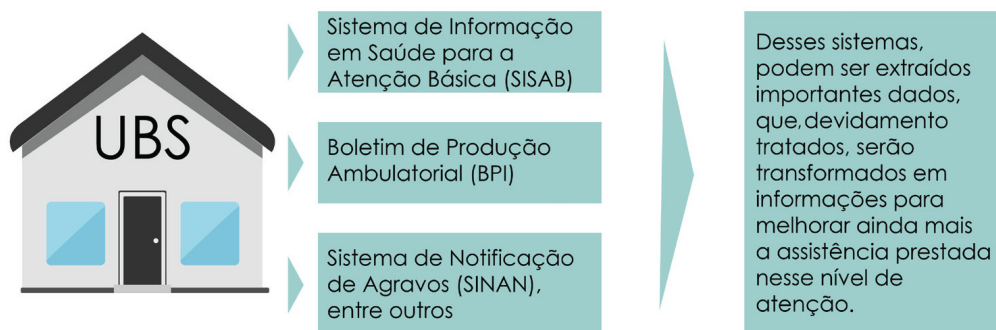 UBS
Sistema de Informação
em Saúde para a
Atenção Básica (SISAB)
Boletim de Produção
Ambulatorial (BPI)
Sistema de Notificação
de Agravos (SINAN),
entre outros
Desses sistemas,
podem ser extraídos
importantes dados,
que, devidamento
tratados, serão
transformados em
informações para
melhorar ainda mais
a assistência prestada
nesse nível de
atenção.